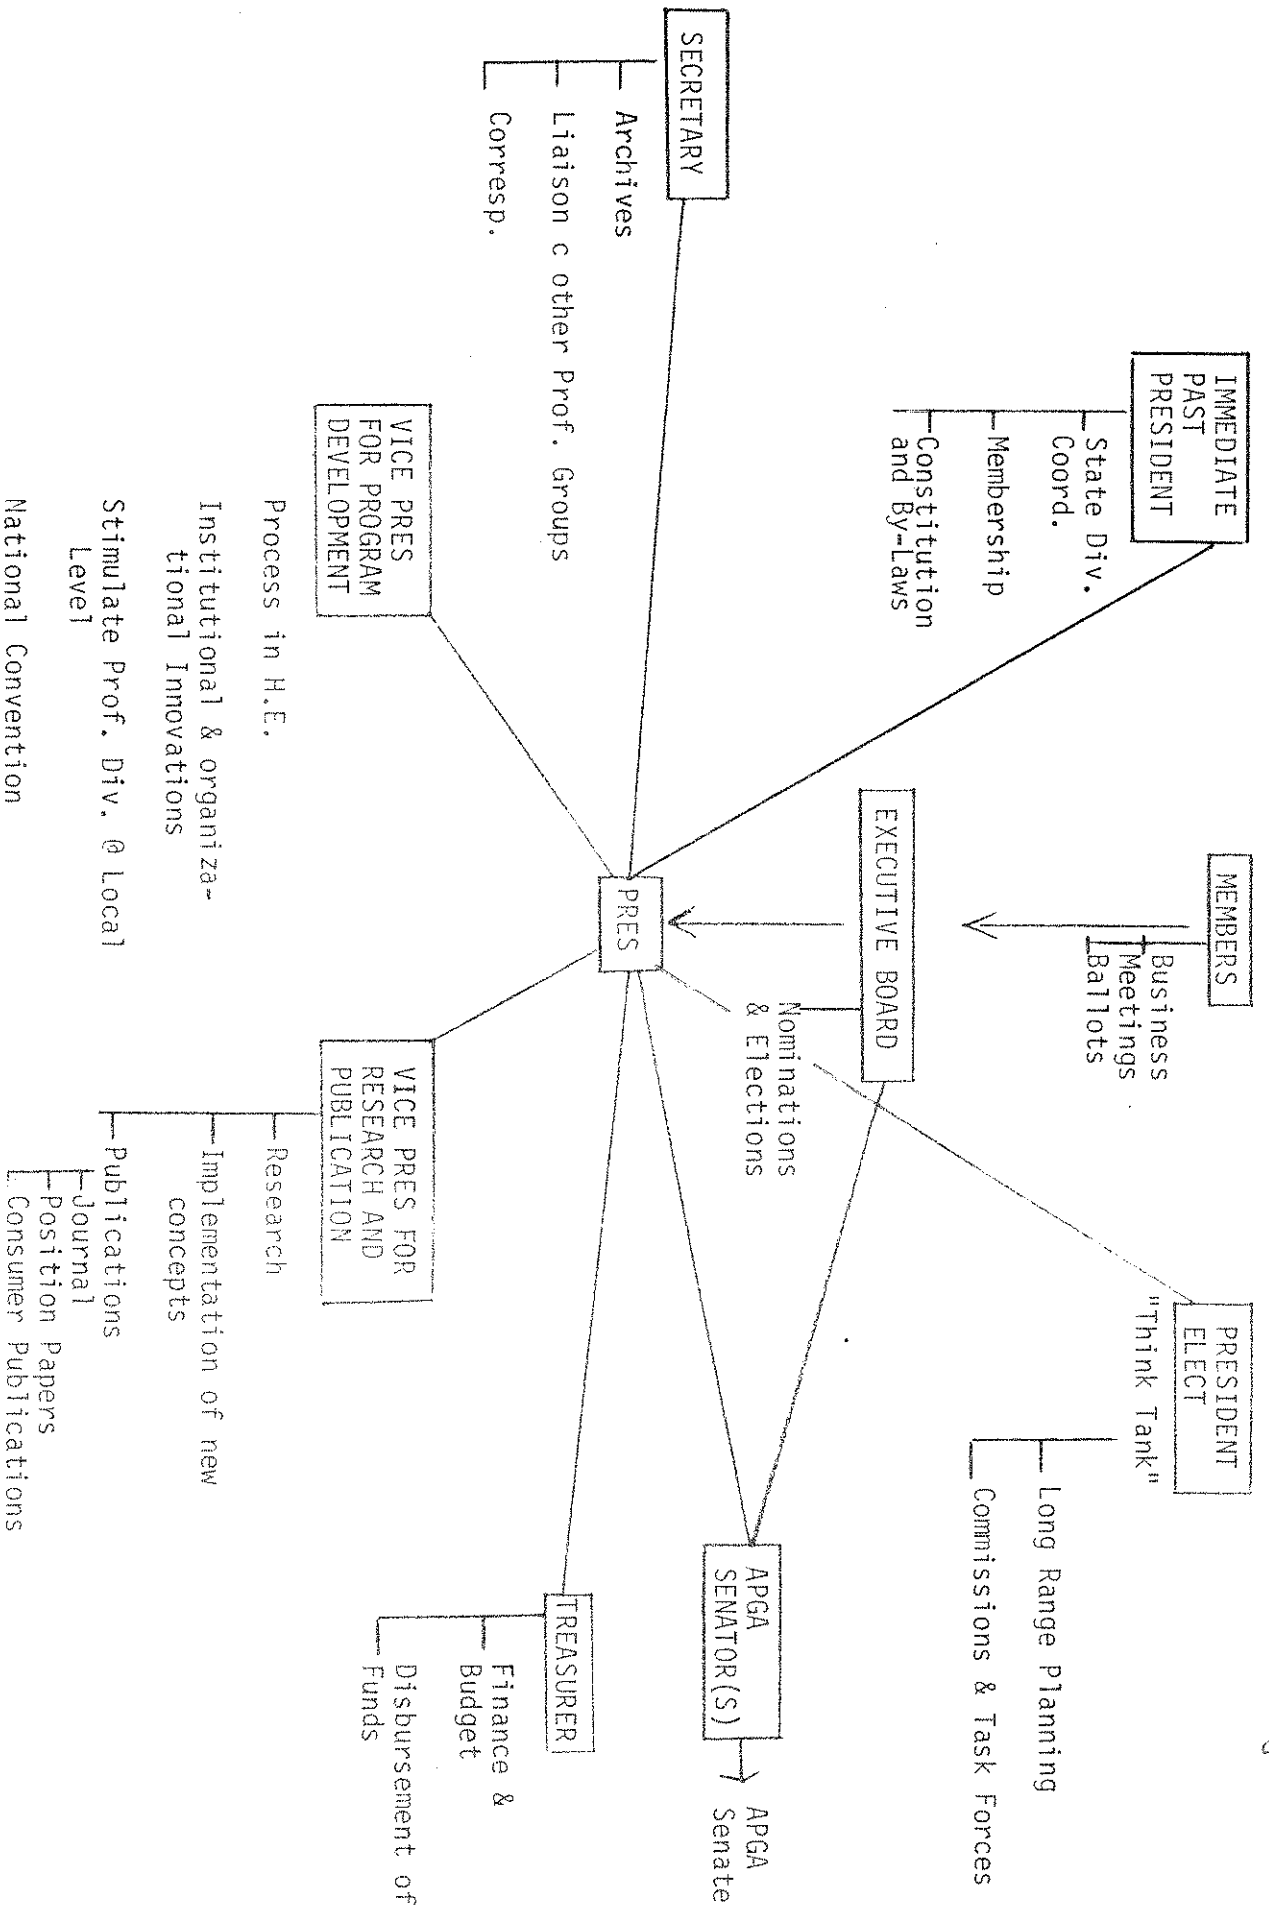 MEMBERS
Business
Meetings
Ballots
IMMEDIATE
PAST
PRESIDENT
State Div.
Coord.
Membership
Constitution
and By-Laws
PRESIDENT
ELECT
"Think Tank"
Long Range Planning
Commissions & Task Forces
EXECUTIVE BOARD
Nominations
& Elections
SECRETARY
Archives
Liaison c other Prof. Groups
Corresp.
PRES
APGA
SENATOR(S)
APGA
Senate
TREASURER
Finance &
Budget
Disbursement of
Funds
VICE PRES
FOR PROGRAM
DEVELOPMENT
Process in H.E.
Institutional & organiza-
tional Innovations
Stimulate Prof. Div. @ Local
Level
National Convention
VICE PRES FOR
RESEARCH AND
PUBLICATION
Research
Implementation of new
concepts
Publications
Journal
Position Papers
Consumer Publications